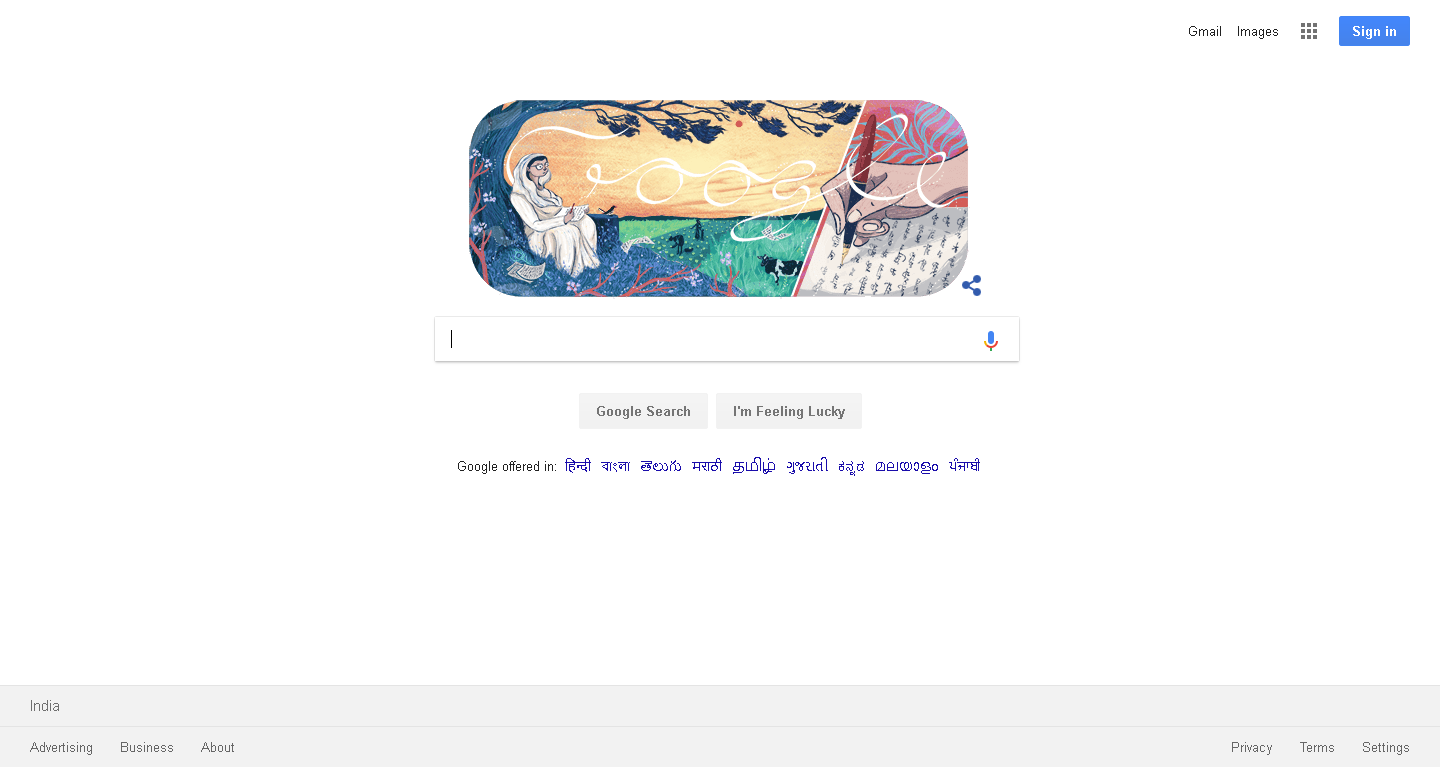 Gmail Images Sign in
Google
Google Search I'm Feeling Lucky
Google offered in: हिन्दी বাংলা తెలుగు मराठी தமிழ் ગુજરાતી ಕನ್ನಡ മലയാളം ਪੰਜਾਬੀ
India
Advertising Business About Privacy Terms Settings